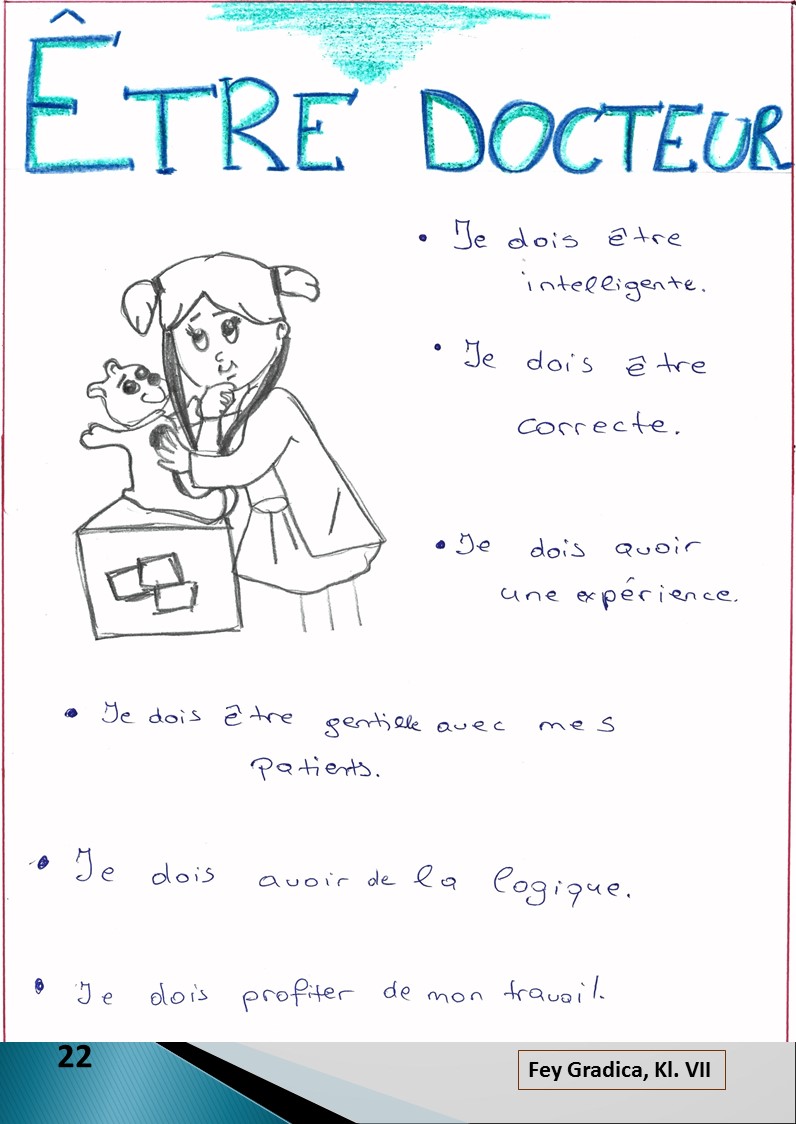 ÊTRE DOCTEUR
• Je dois être
intelligente.
• Je dois être
correcte.
• Je dois avoir
une expérience.
• Je dois être gentille avec mes
patients.
• Je dois avoir de la logique.
• Je dois profiter de mon travail.
22
Fey Gradica, Kl. VII